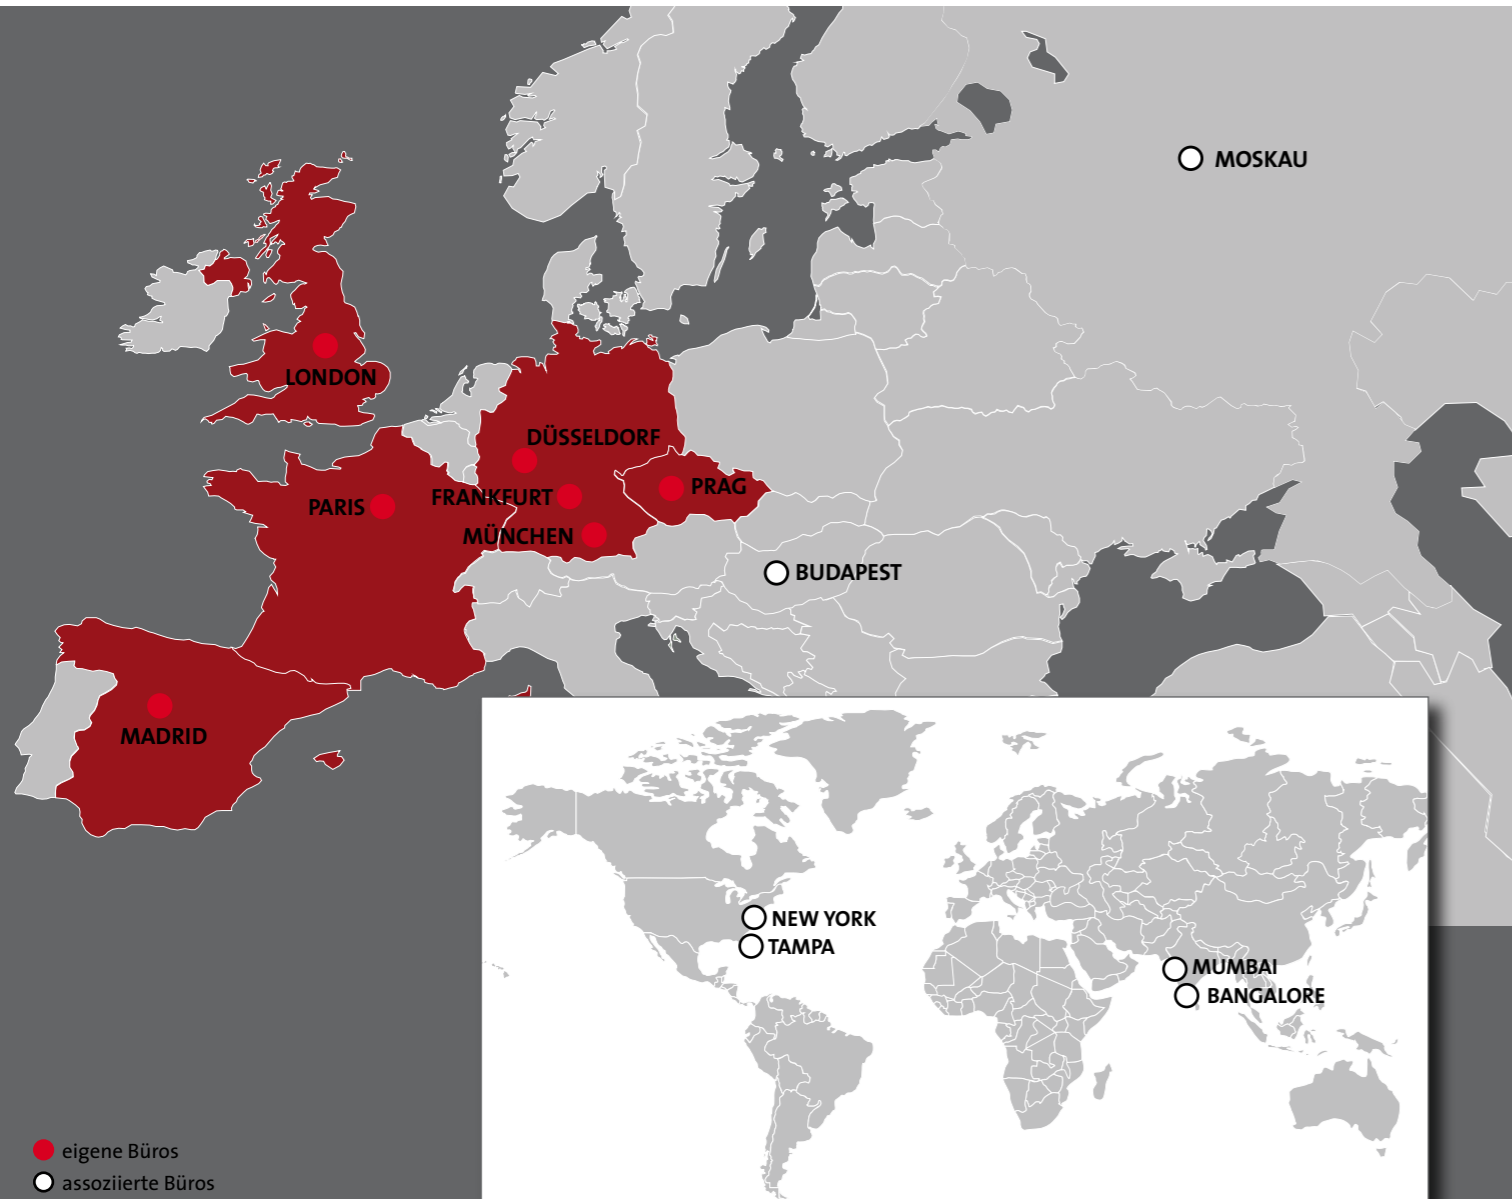 MOSKAU
LONDON
DÜSSELDORF
PRAG
FRANKFURT
PARIS
MÜNCHEN
BUDAPEST
MADRID
NEW YORK
TAMPA
MUMBAI
BANGALORE
eigene Büros
assoziierte Büros